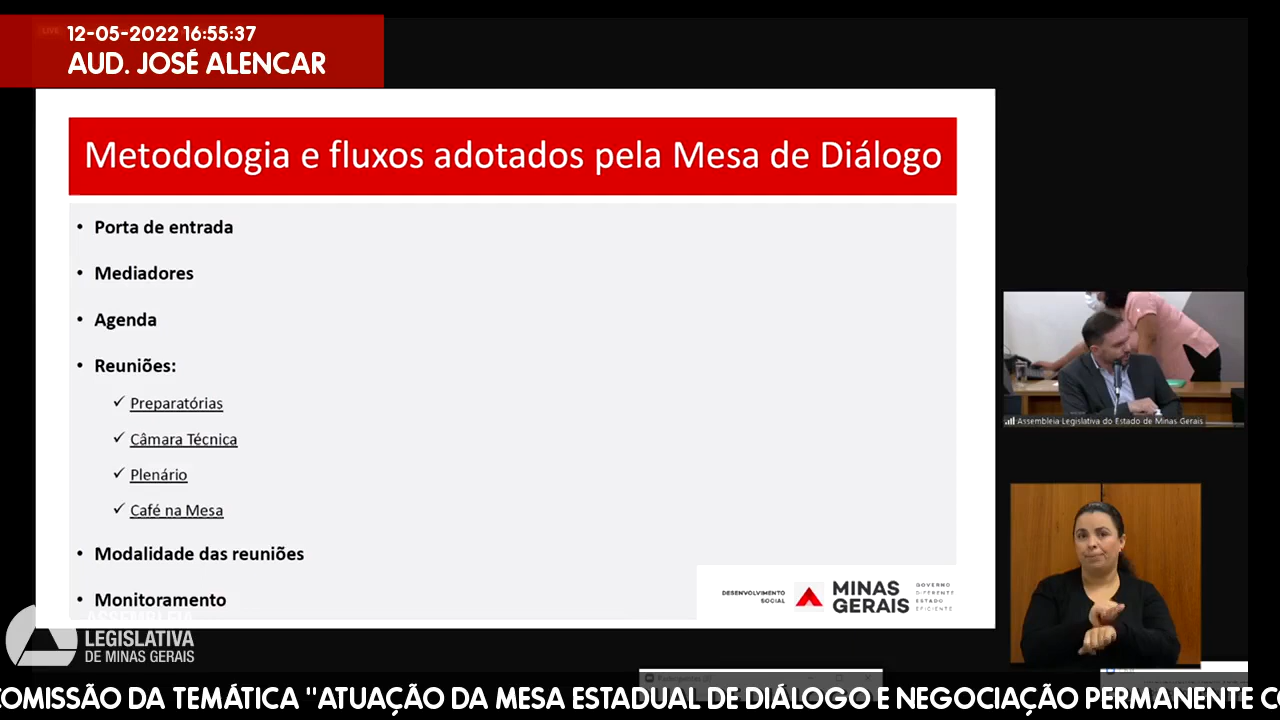 LIVE
12-05-2022 16:55:37
AUD. JOSÉ ALENCAR
Metodologia e fluxos adotados pela Mesa de Diálogo
• Porta de entrada
• Mediadores
• Agenda
• Reuniões:
✓ Preparatórias
✓ Câmara Técnica
✓ Plenário
✓ Café na Mesa
• Modalidade das reuniões
• Monitoramento
DESENVOLVIMENTO
SOCIAL
MINAS
GERAIS
GOVERNO
DIFERENTE
ESTADO
EFICIENTE
Assembleia Legislativa do Estado de Minas Gerais
ASSEMBLEIA
LEGISLATIVA
DE MINAS GERAIS
COMISSÃO DA TEMÁTICA "ATUAÇÃO DA MESA ESTADUAL DE DIÁLOGO E NEGOCIAÇÃO PERMANENTE C